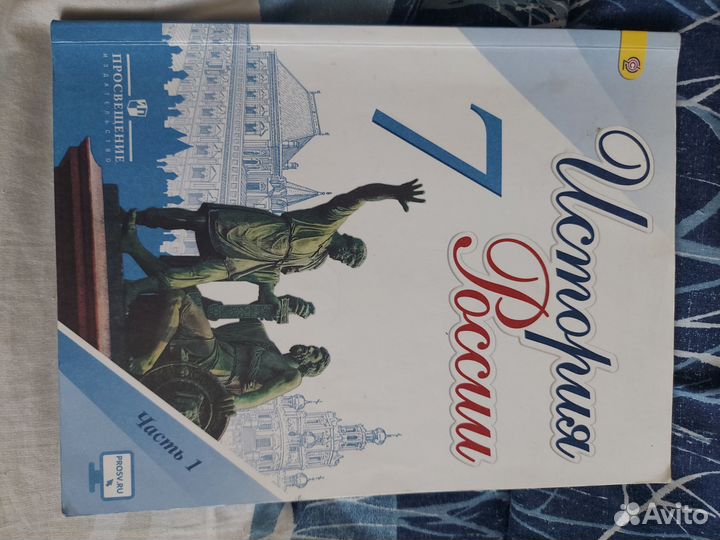 История
России
7
ПРОСВЕЩЕНИЕ
ИЗДАТЕЛЬСТВО
Часть 1
PROSV.RU
Avito